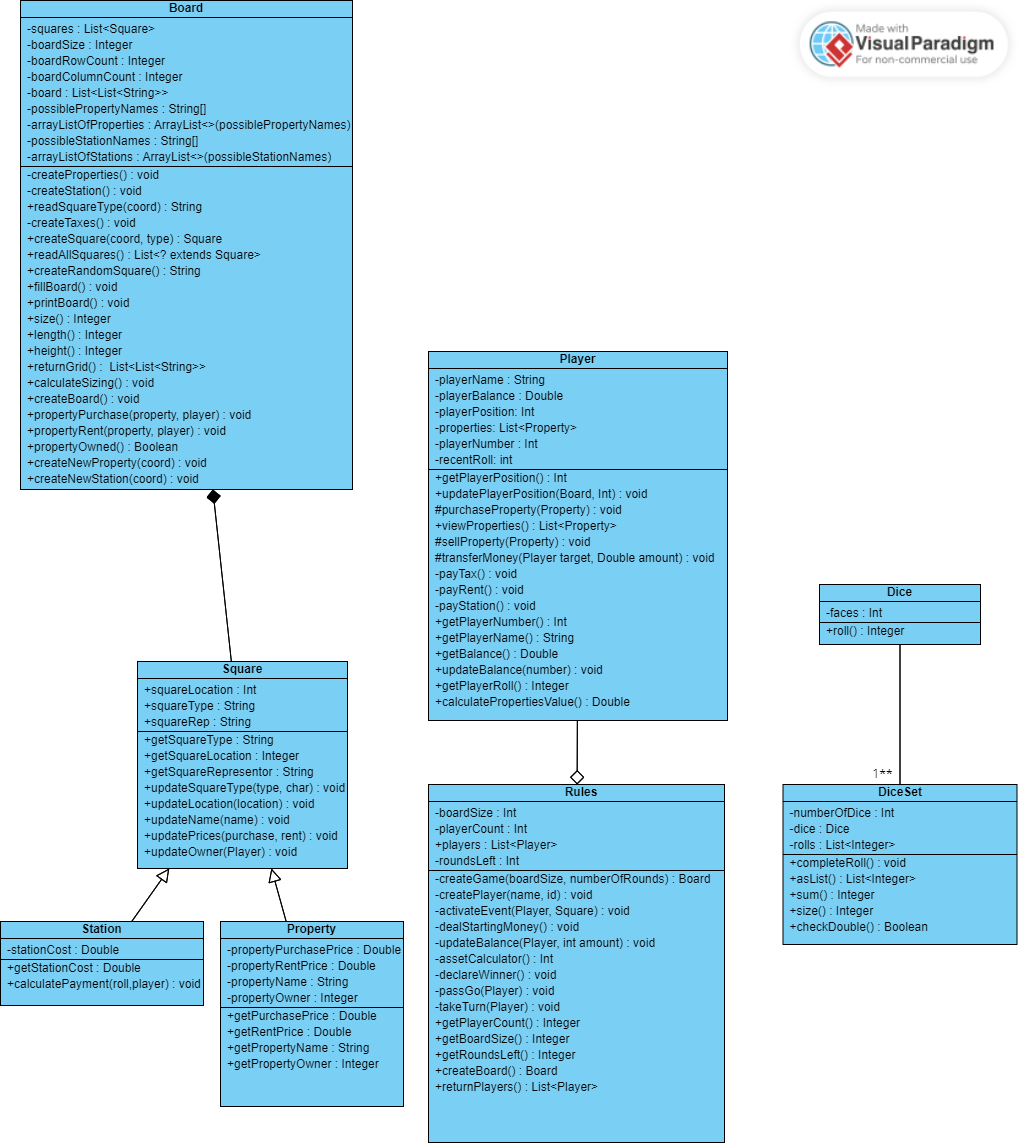 Board
-squares : List<Square>
-boardSize : Integer
-boardRowCount : Integer
-boardColumnCount : Integer
-board : List<List<String>>
-possiblePropertyNames : String[]
-arrayListOfProperties : ArrayList<>(possiblePropertyNames)
-possibleStationNames : String[]
-arrayListOfStations : ArrayList<>(possibleStationNames)
-createProperties() : void
-createStation() : void
+readSquareType(coord) : String
-createTaxes() : void
+createSquare(coord, type) : Square
+readAllSquares() : List<? extends Square>
+createRandomSquare() : String
+fillBoard() : void
+printBoard() : void
+size() : Integer
+length() : Integer
+height() : Integer
+returnGrid() : List<List<String>>
+calculateSizing() : void
+createBoard() : void
+propertyPurchase(property, player) : void
+propertyRent(property, player) : void
+propertyOwned() : Boolean
+createNewProperty(coord) : void
+createNewStation(coord) : void
Made with
VisualParadigm
For non-commercial use
Player
-playerName : String
-playerBalance : Double
-playerPosition: Int
-properties: List<Property>
-playerNumber : Int
-recentRoll: int
+getPlayerPosition() : Int
+updatePlayerPosition(Board, Int) : void
#purchaseProperty(Property) : void
+viewProperties() : List<Property>
#sellProperty(Property) : void
#transferMoney(Player target, Double amount) : void
-payTax() : void
-payRent() : void
-payStation() : void
+getPlayerNumber() : Int
+getPlayerName() : String
+getBalance() : Double
+updateBalance(number) : void
+getPlayerRoll() : Integer
+calculatePropertiesValue() : Double
Dice
-faces : Int
+roll() : Integer
Square
+squareLocation : Int
+squareType : String
+squareRep : String
+getSquareType : String
+getSquareLocation : Integer
+getSquareRepresentor : String
+updateSquareType(type, char) : void
+updateLocation(location) : void
+updateName(name) : void
+updatePrices(purchase, rent) : void
+updateOwner(Player) : void
1**
DiceSet
-numberOfDice : Int
-dice : Dice
-rolls : List<Integer>
+completeRoll() : void
+asList() : List<Integer>
+sum() : Integer
+size() : Integer
+checkDouble() : Boolean
Rules
-boardSize : Int
-playerCount : Int
+players : List<Player>
-roundsLeft : Int
-createGame(boardSize, numberOfRounds) : Board
-createPlayer(name, id) : void
-activateEvent(Player, Square) : void
-dealStartingMoney() : void
-updateBalance(Player, int amount) : void
-assetCalculator() : Int
-declareWinner() : void
-passGo(Player) : void
-takeTurn(Player) : void
+getPlayerCount() : Integer
+getBoardSize() : Integer
+getRoundsLeft() : Integer
+createBoard() : Board
+returnPlayers() : List<Player>
Station
-stationCost : Double
+getStationCost : Double
+calculatePayment(roll,player) : void
Property
-propertyPurchasePrice : Double
-propertyRentPrice : Double
-propertyName : String
-propertyOwner : Integer
+getPurchasePrice : Double
+getRentPrice : Double
+getPropertyName : String
+getPropertyOwner : Integer